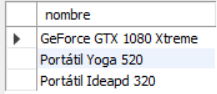 nombre
GeForce GTX 1080 Xtreme
Portátil Yoga 520
Portátil Ideapd 320